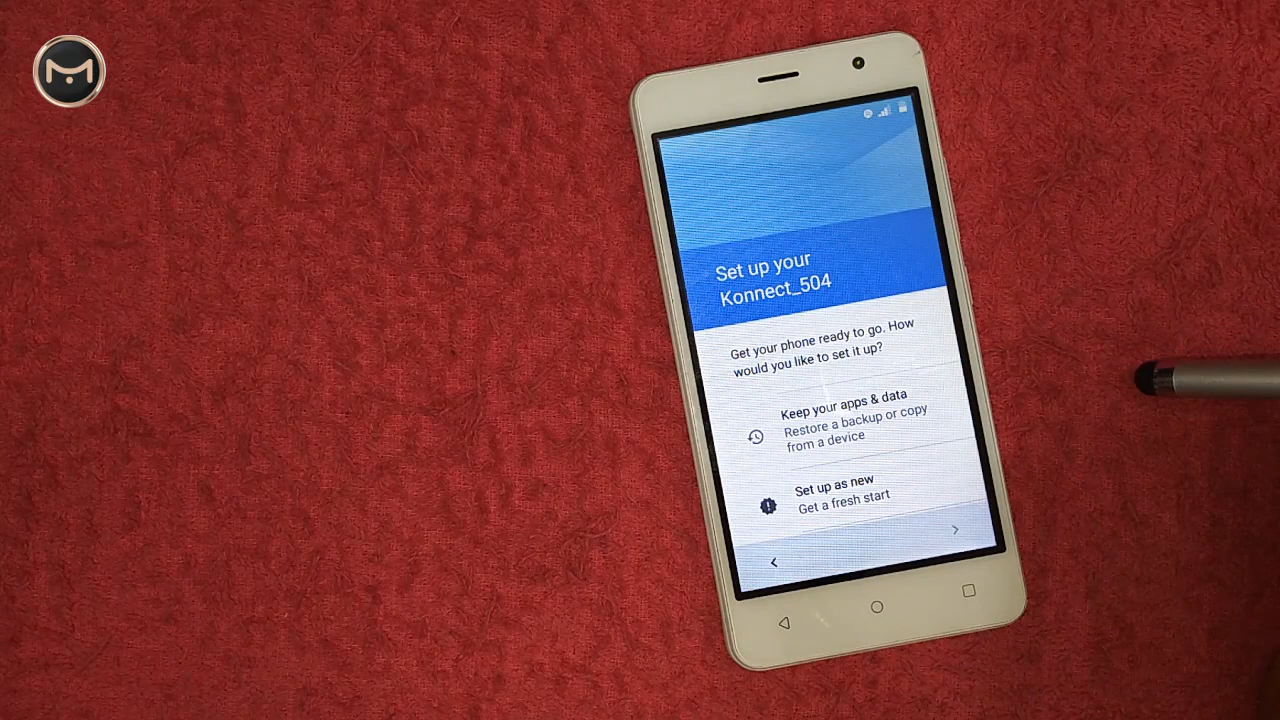 Set up your
Konnect_504
Get your phone ready to go. How
would you like to set it up?
Keep your apps & data
Restore a backup or copy
from a device
Set up as new
Get a fresh start